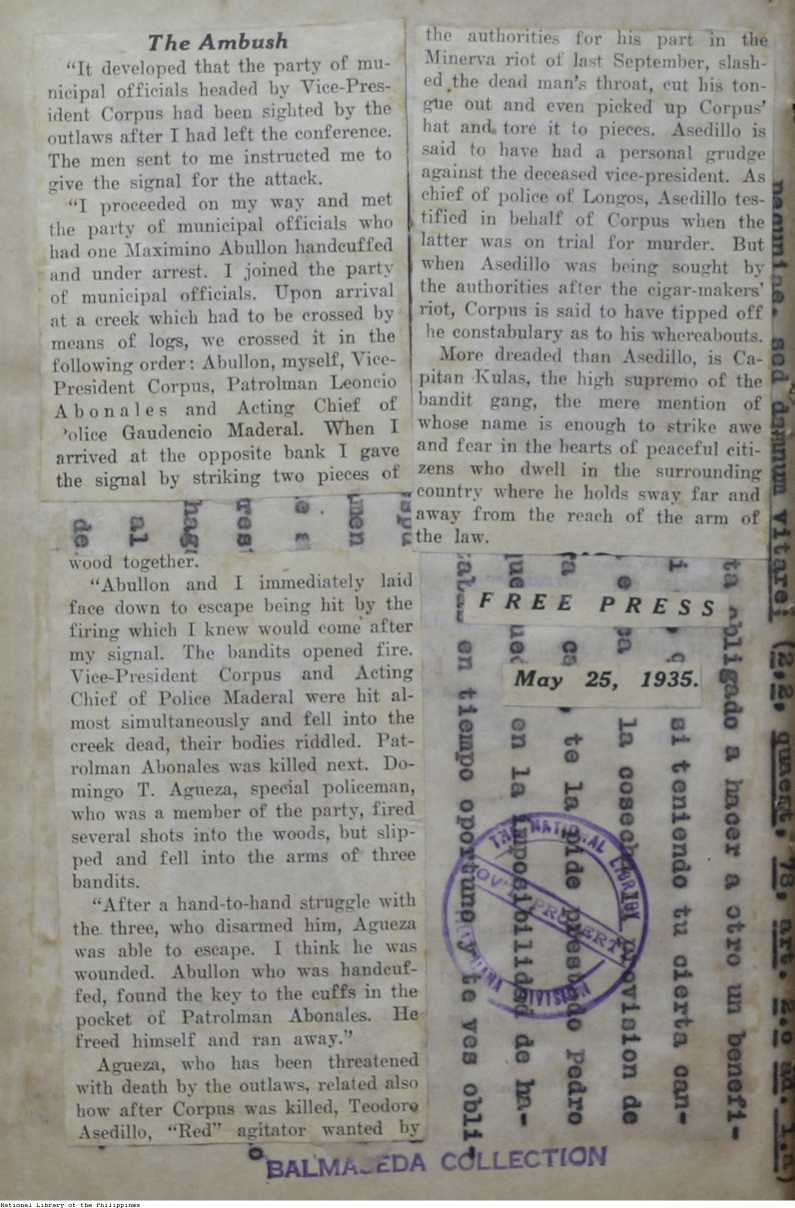 The Ambush
"It developed that the party of mu-
nicipal officials headed by Vice-Pres-
ident Corpus had been sighted by the
outlaws after I had left the conference.
The men sent to me instructed me to
give the signal for the attack.
"I proceeded on my way and met
the party of municipal officials who
had one Maximino Abullon handcuffed
and under arrest. I joined the party
of municipal officials. Upon arrival
at a creek which had to be crossed by
means of logs, we crossed it in the
following order: Abullon, myself, Vice-
President Corpus, Patrolman Leoncio
Abonales and Acting Chief of
Police Gaudencio Maderal. When I
arrived at the opposite bank I gave
the signal by striking two pieces of
wood together.
"Abullon and I immediately laid
face down to escape being hit by the
firing which I knew would come after
my signal. The bandits opened fire.
Vice-President Corpus and Acting
Chief of Police Maderal were hit al-
most simultaneously and fell into the
creek dead, their bodies riddled. Pat-
rolman Abonales was killed next. Do-
mingo T. Agueza, special policeman,
who was a member of the party, fired
several shots into the woods, but slip-
ped and fell into the arms of three
bandits.
"After a hand-to-hand struggle with
the three, who disarmed him, Agueza
was able to escape. I think he was
wounded. Abullon who was handcuf-
fed, found the key to the cuffs in the
pocket of Patrolman Abonales. He
freed himself and ran away."
Agueza, who has been threatened
with death by the outlaws, related also
how after Corpus was killed, Teodoro
Asedillo, "Red" agitator wanted by
the authorities for his part in the
Minerva riot of last September, slash-
ed the dead man's throat, cut his ton-
gue out and even picked up Corpus'
hat and tore it to pieces. Asedillo is
said to have had a personal grudge
against the deceased vice-president. As
chief of police of Longos, Asedillo tes-
tified in behalf of Corpus when the
latter was on trial for murder. But
when Asedillo was being sought by
the authorities after the cigar-makers'
riot, Corpus is said to have tipped off
he constabulary as to his whereabouts.
More dreaded than Asedillo, is Ca-
pitan Kulas, the high supremo of the
bandit gang, the mere mention of
whose name is enough to strike awe
and fear in the hearts of peaceful citi-
zens who dwell in the surrounding
country where he holds sway far and
away from the reach of the arm of
the law.
FREE PRESS
May 25, 1935.
damnum vitarei (2.2. quaest. 78, art. 2.o ad. 1.m)
obligado a hacer a otro un benefi-
si teniendo tu cierta can-
la cosecha provision de
te la pide prestado Pedro
en la imposibilidad de ha-
en tiempo oportuno y te ves obli-
THE NATIONAL LIBRARY
GOV'T PROPERTY
BALMASEDA COLLECTION
National Library of the Philippines